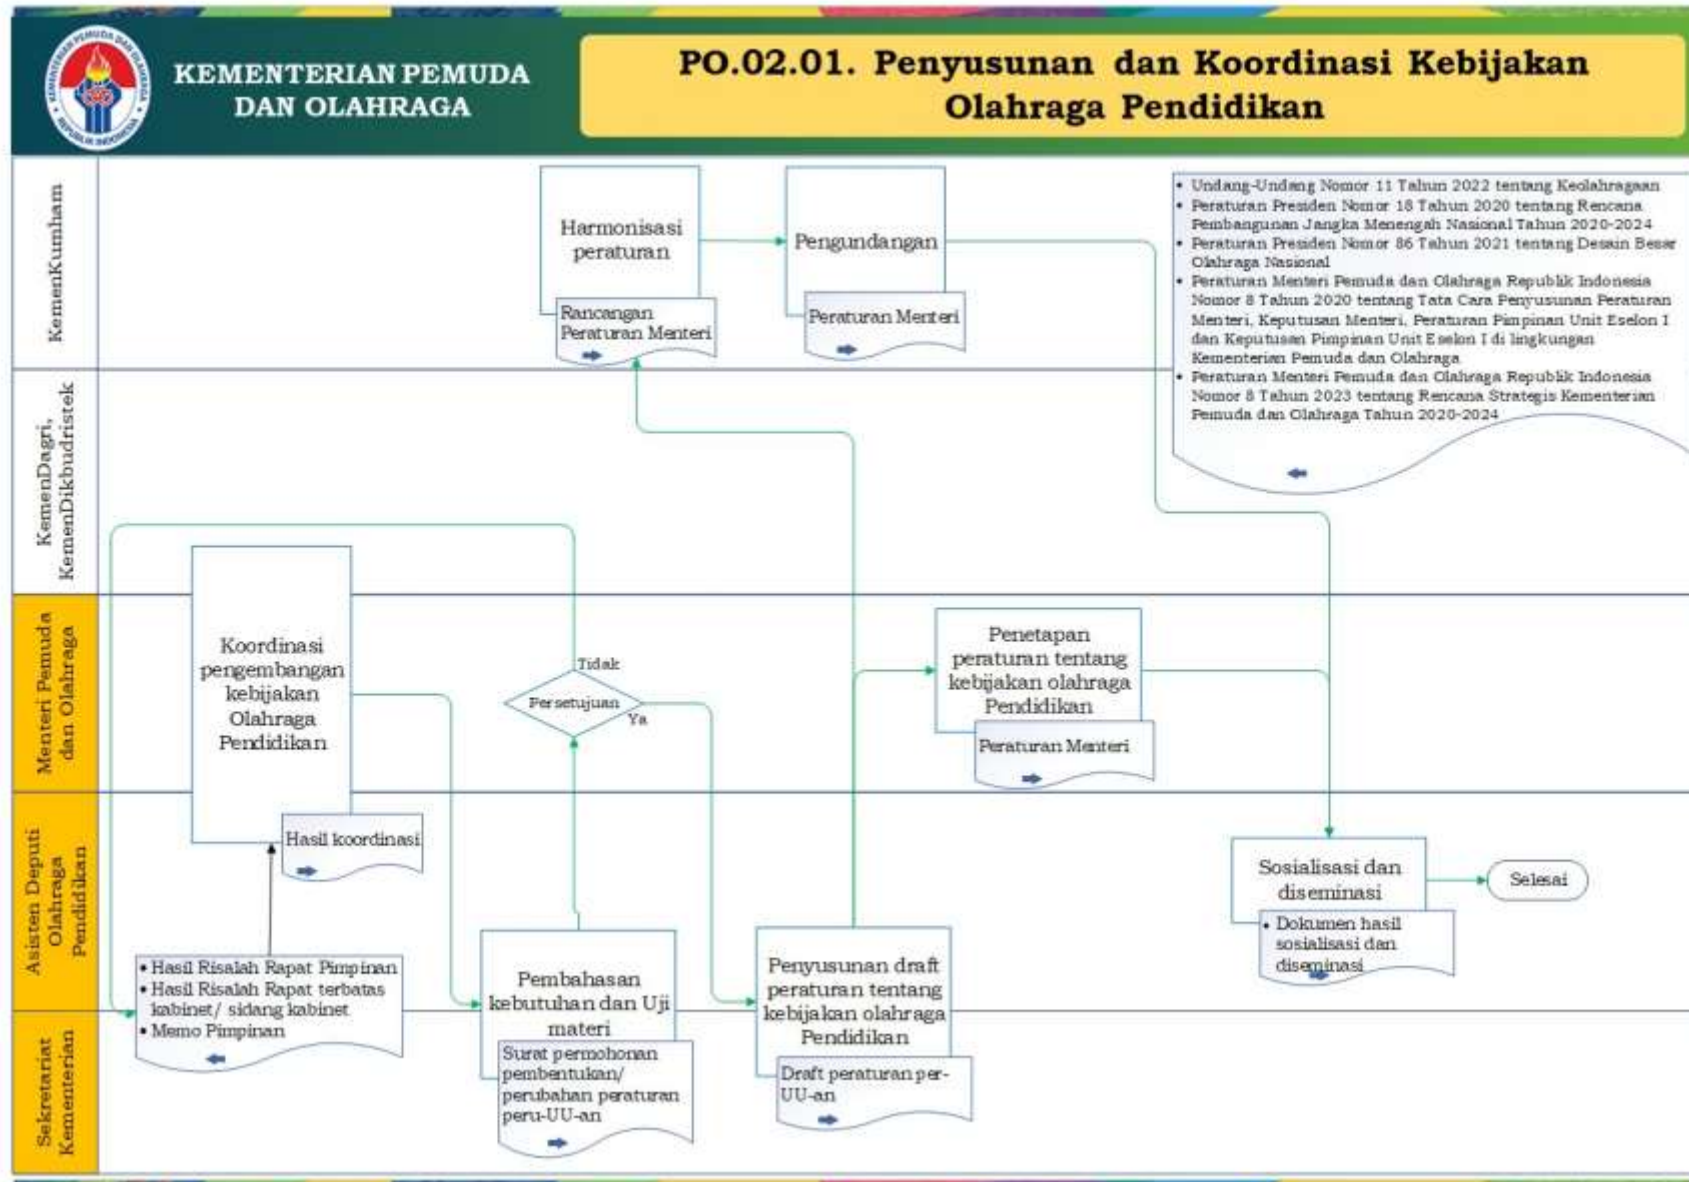 KEMENTERIAN PEMUDA DAN OLAHRAGA
REPUBLIK INDONESIA
KEMENTERIAN PEMUDA
DAN OLAHRAGA
PO.02.01. Penyusunan dan Koordinasi Kebijakan
Olahraga Pendidikan
KemenKumham
Harmonisasi
peraturan
Rancangan
Peraturan Menteri
Pengundangan
Peraturan Menteri
• Undang-Undang Nomor 11 Tahun 2022 tentang Keolahragaan
• Peraturan Presiden Nomor 18 Tahun 2020 tentang Rencana
Pembangunan Jangka Menengah Nasional Tahun 2020-2024
• Peraturan Presiden Nomor 86 Tahun 2021 tentang Desain Besar
Olahraga Nasional
• Peraturan Menteri Pemuda dan Olahraga Republik Indonesia
Nomor 8 Tahun 2020 tentang Tata Cara Penyusunan Peraturan
Menteri, Keputusan Menteri, Peraturan Pimpinan Unit Eselon I
dan Keputusan Pimpinan Unit Eselon I di lingkungan
Kementerian Pemuda dan Olahraga
• Peraturan Menteri Pemuda dan Olahraga Republik Indonesia
Nomor 8 Tahun 2023 tentang Rencana Strategis Kementerian
Pemuda dan Olahraga Tahun 2020-2024
KemenDagri,
KemenDikbudristek
Menteri Pemuda
dan Olahraga
Koordinasi
pengembangan
kebijakan
Olahraga
Pendidikan
Hasil koordinasi
Tidak
Persetujuan
Ya
Penetapan
peraturan tentang
kebijakan olahraga
Pendidikan
Peraturan Menteri
Asisten Deputi
Olahraga
Pendidikan
• Hasil Risalah Rapat Pimpinan
• Hasil Risalah Rapat terbatas
kabinet/ sidang kabinet
• Memo Pimpinan
Pembahasan
kebutuhan dan Uji
materi
Surat permohonan
pembentukan/
perubahan peraturan
peru-UU-an
Penyusunan draft
peraturan tentang
kebijakan olahraga
Pendidikan
Draft peraturan per-
UU-an
Sosialisasi dan
diseminasi
• Dokumen hasil
sosialisasi dan
diseminasi
Selesai
Sekretariat
Kementerian